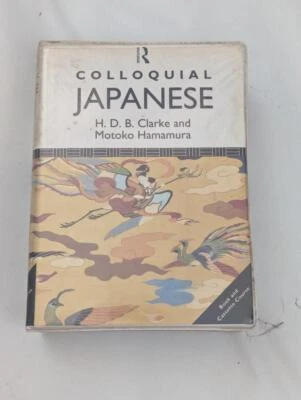 R
COLLOQUIAL
JAPANESE
H. D. B. Clarke and
Motoko Hamamura
Book and
Cassette Course